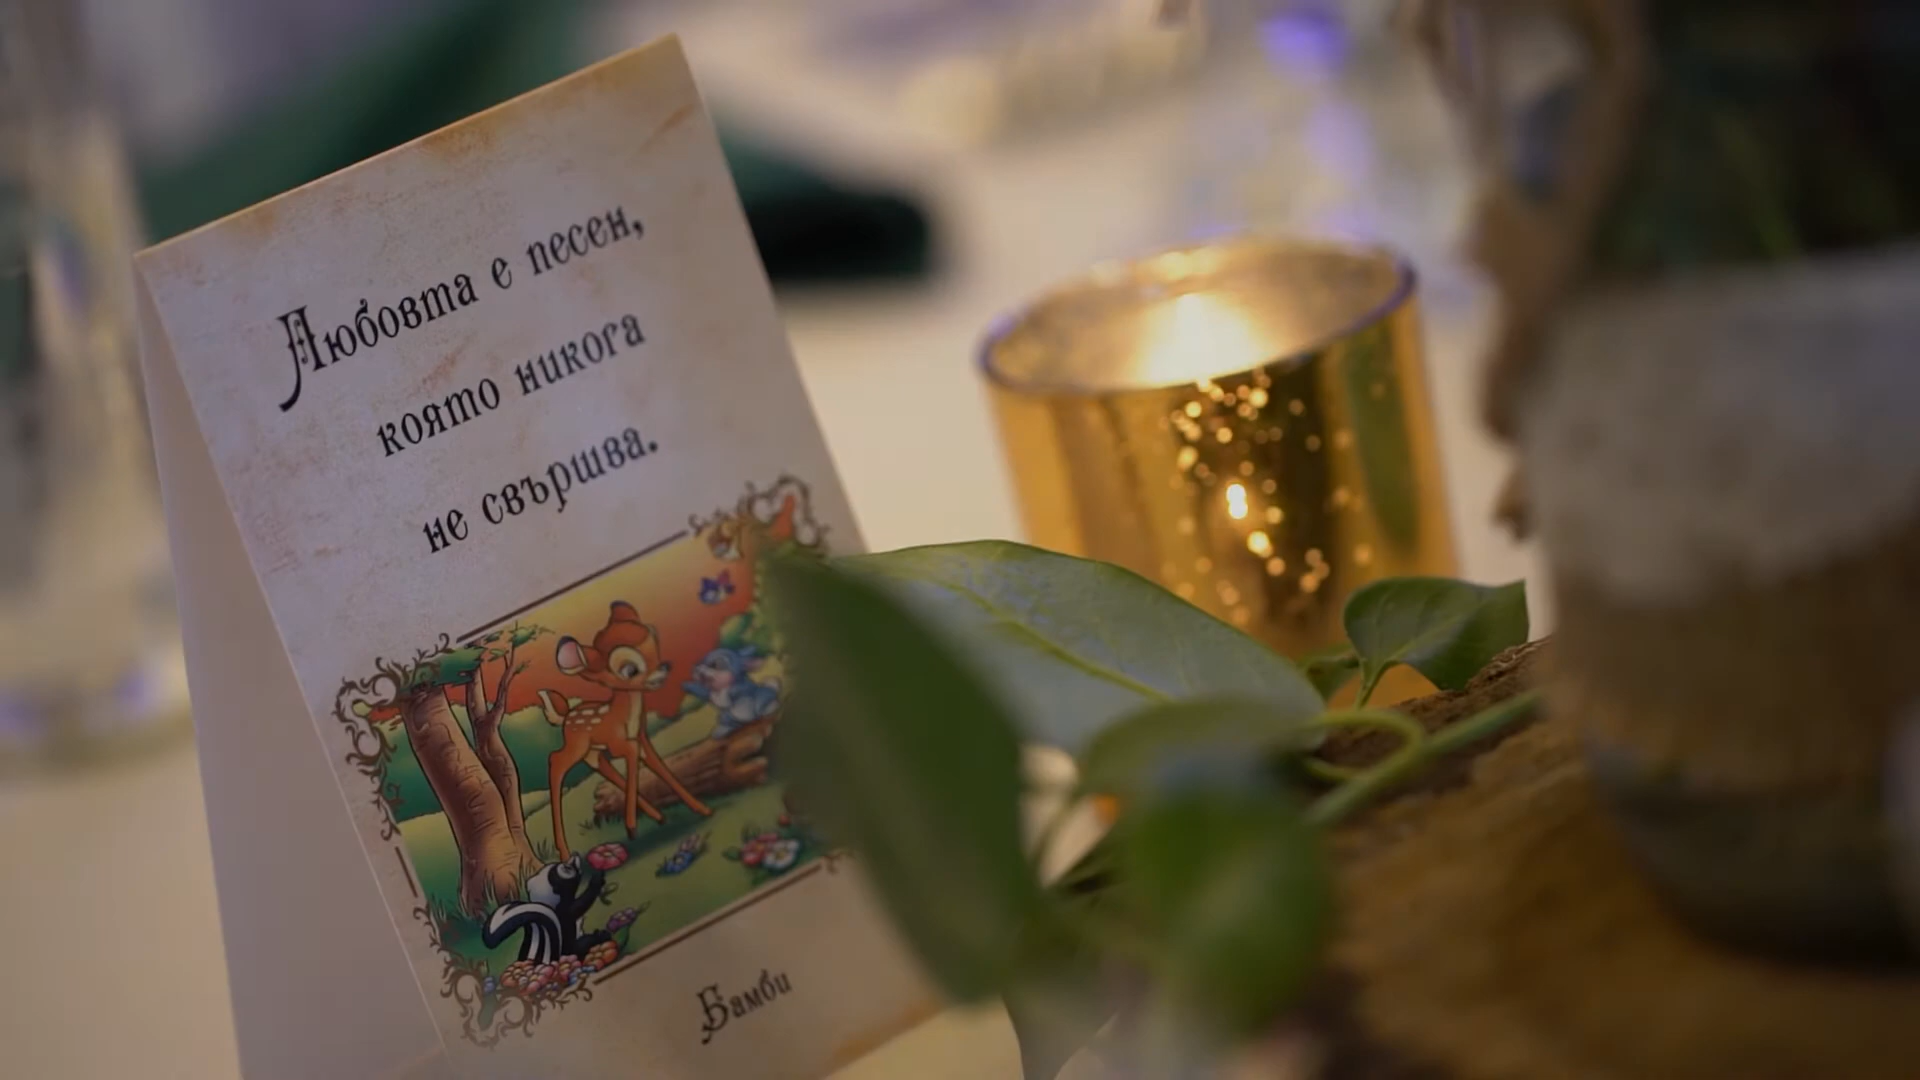 Любовта е песен,
която никога
не свършва.
Бамби